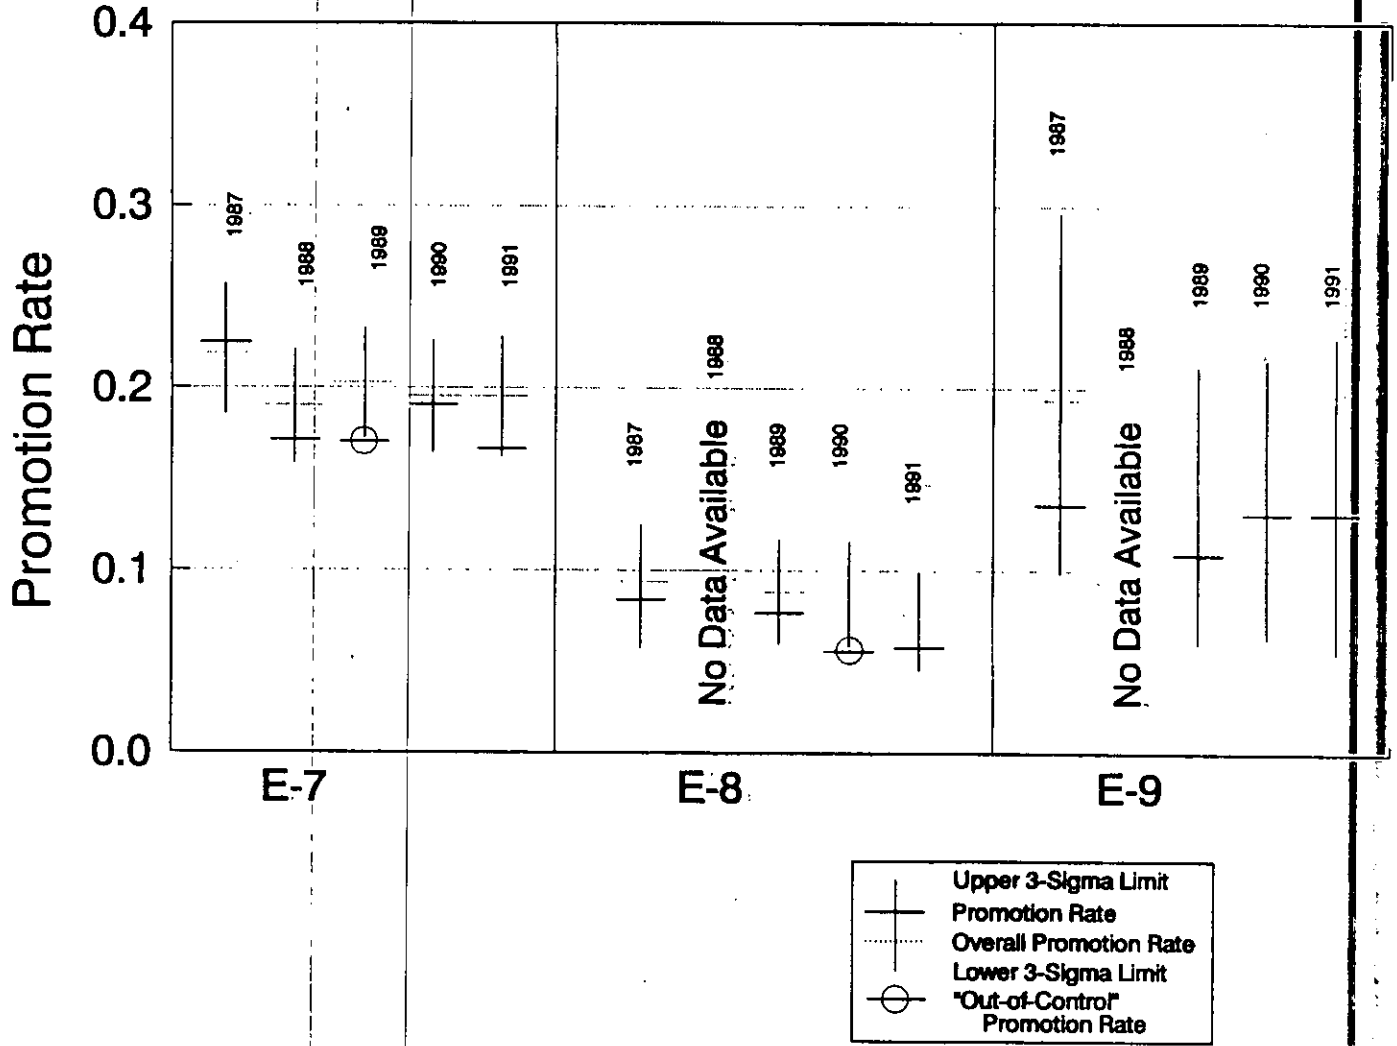 Promotion Rate
0.4
0.3
0.2
0.1
0.0
1987
1988
1989
1990
1991
1987
1988
No Data Available
1989
1990
1991
1987
1988
No Data Available
1989
1990
1991
E-7
E-8
E-9
Upper 3-Sigma Limit
Promotion Rate
Overall Promotion Rate
Lower 3-Sigma Limit
"Out-of-Control"
Promotion Rate